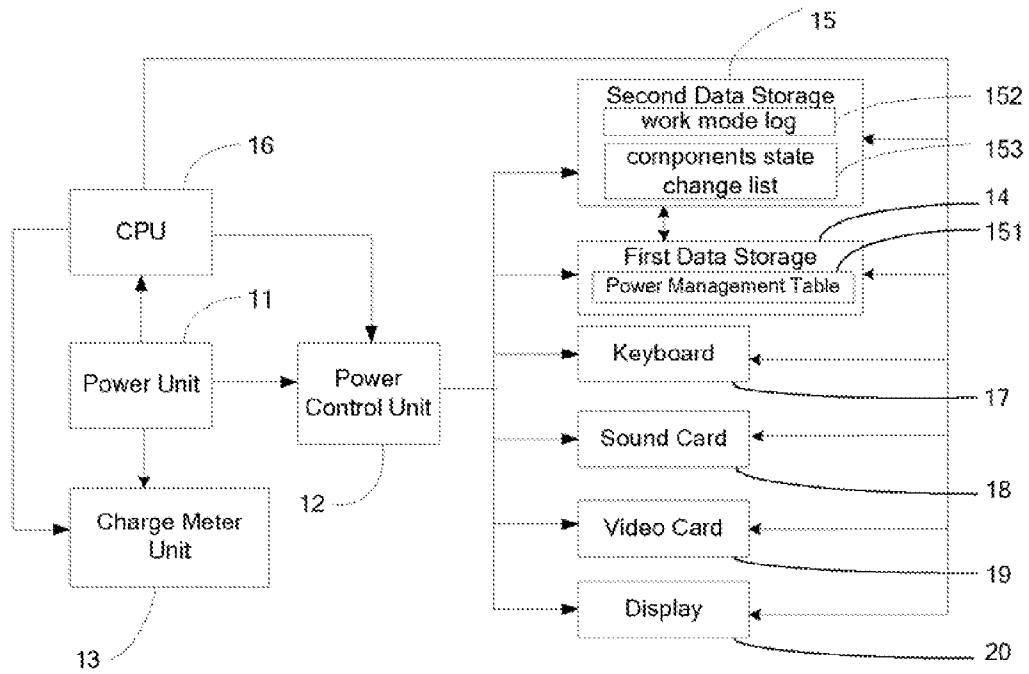 15
Second Data Storage
work mode log
152
components state
change list
153
16
CPU
14
First Data Storage
151
Power Management Table
11
Power Unit
Power
Control Unit
Keyboard
17
Sound Card
18
12
Charge Meter
Unit
Video Card
19
13
Display
20